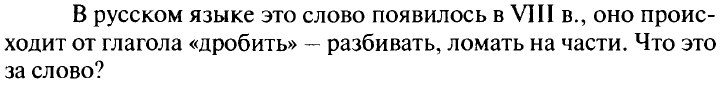 В русском языке это слово появилось в VIII в., оно проис-
ходит от глагола «дробить» – разбивать, ломать на части. Что это
за слово?